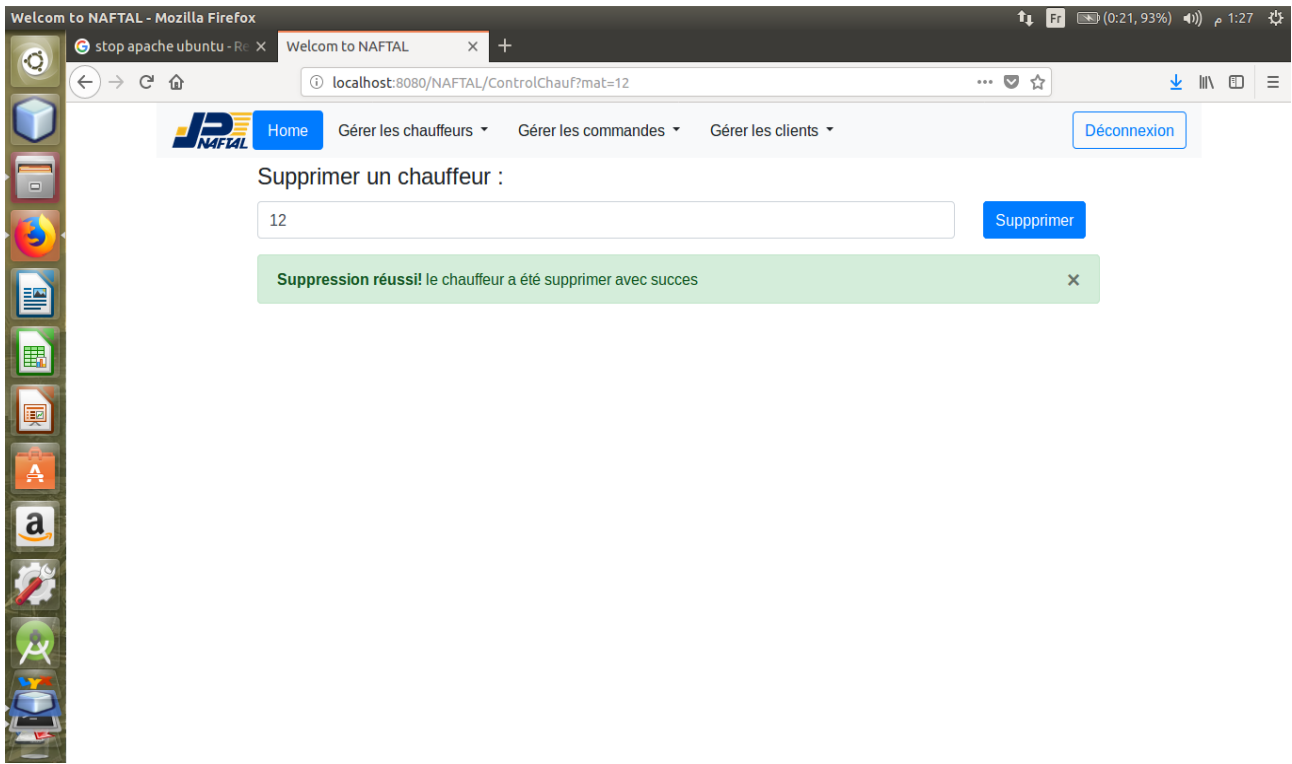 Welcom to NAFTAL - Mozilla Firefox
Fr (0:21, 93%) 1:27 م
stop apache ubuntu - Re
Welcom to NAFTAL
localhost:8080/NAFTAL/ControlChauf?mat=12
NAFTAL Home Gérer les chauffeurs Gérer les commandes Gérer les clients Déconnexion
Supprimer un chauffeur :
12 Suppprimer
Suppression réussi! le chauffeur a été supprimer avec succes
A
a